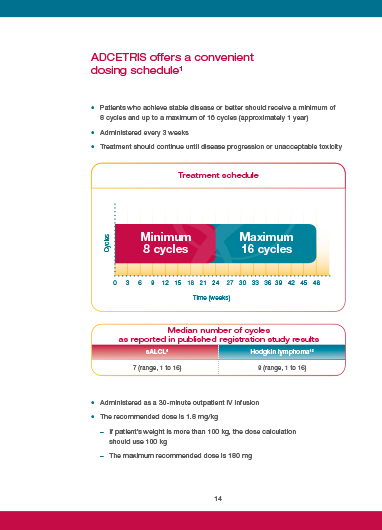 ADCETRIS offers a convenient
dosing schedule¹
• Patients who achieve stable disease or better should receive a minimum of
8 cycles and up to a maximum of 16 cycles (approximately 1 year)
• Administered every 3 weeks
• Treatment should continue until disease progression or unacceptable toxicity
Treatment schedule
Cycles
Minimum
8 cycles
Maximum
16 cycles
0 3 6 9 12 15 18 21 24 27 30 33 36 39 42 45 48
Time (weeks)
Median number of cycles
as reported in published registration study results
sALCL⁹ Hodgkin lymphoma¹⁰
7 (range, 1 to 16) 9 (range, 1 to 16)
• Administered as a 30-minute outpatient IV infusion
• The recommended dose is 1.8 mg/kg
– If patient's weight is more than 100 kg, the dose calculation
should use 100 kg
– The maximum recommended dose is 180 mg
14